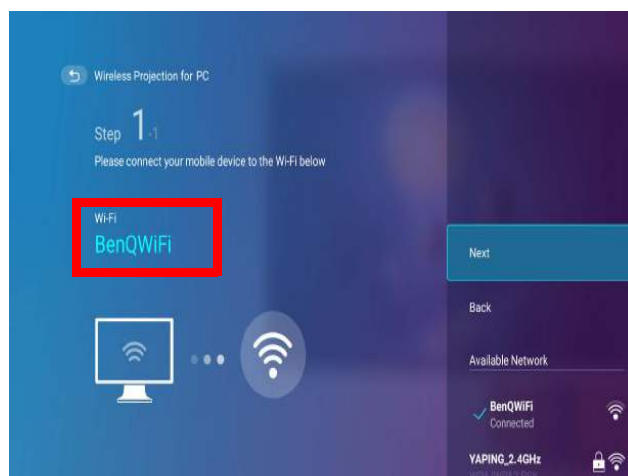 Wireless Projection for PC
Step 1-1
Please connect your mobile device to the Wi-Fi below
Wi-Fi
BenQWiFi
Next
Back
Available Network
BenQWiFi
Connected
YAPING_2.4GHz